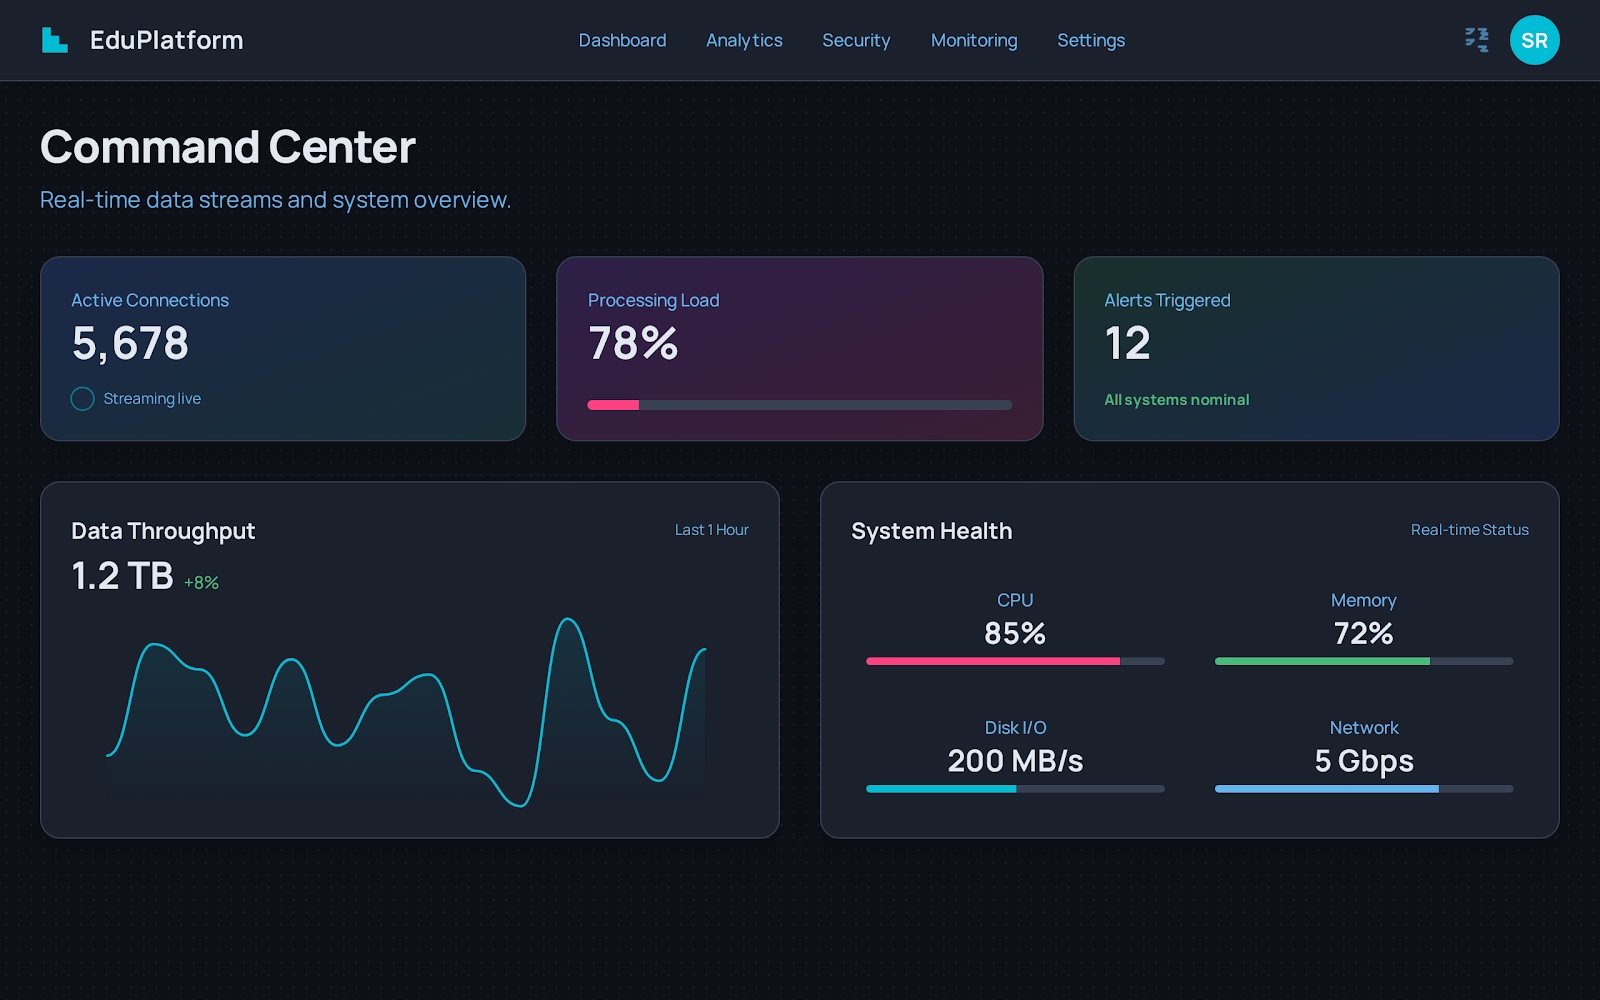 EduPlatform
Dashboard
Analytics
Security
Monitoring
Settings
SR
Command Center
Real-time data streams and system overview.
Active Connections
5,678
Streaming live
Processing Load
78%
Alerts Triggered
12
All systems nominal
Data Throughput
Last 1 Hour
1.2 TB +8%
System Health
Real-time Status
CPU
85%
Memory
72%
Disk I/O
200 MB/s
Network
5 Gbps